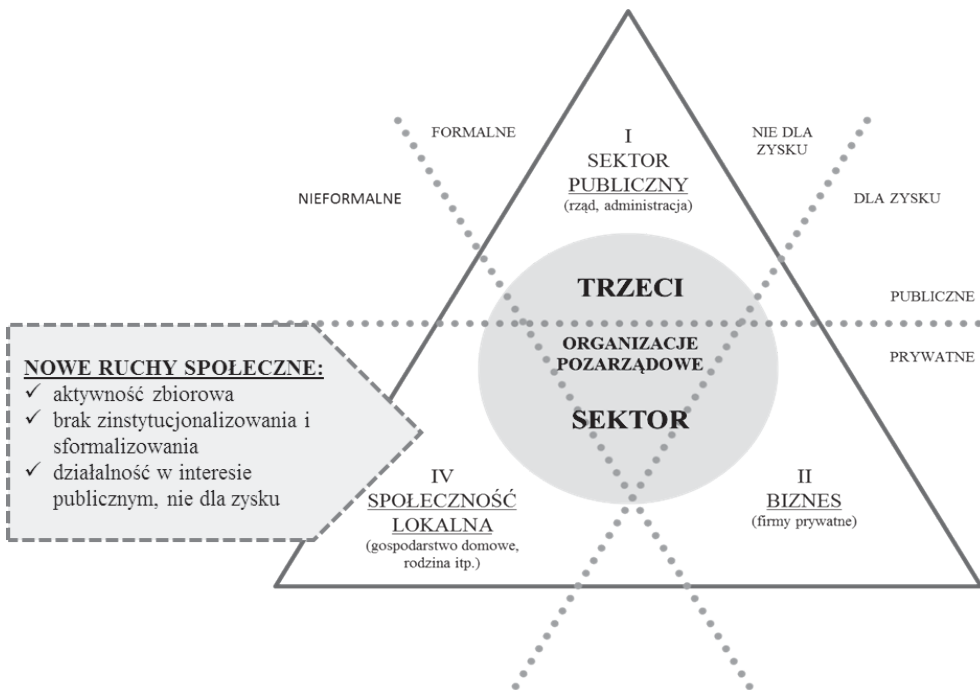 FORMALNE
NIEFORMALNE
I
SEKTOR
PUBLICZNY
(rząd, administracja)
NIE DLA
ZYSKU
DLA ZYSKU
PUBLICZNE
PRYWATNE
TRZECI
ORGANIZACJE
POZARZĄDOWE
SEKTOR
NOWE RUCHY SPOŁECZNE:
✓ aktywność zbiorowa
✓ brak zinstytucjonalizowania i
sformalizowania
✓ działalność w interesie
publicznym, nie dla zysku
IV
SPOŁECZNOŚĆ
LOKALNA
(gospodarstwo domowe,
rodzina itp.)
II
BIZNES
(firmy prywatne)